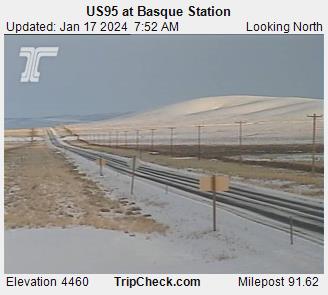 US95 at Basque Station
Updated: Jan 17 2024 7:52 AM Looking North
Elevation 4460 TripCheck.com Milepost 91.62